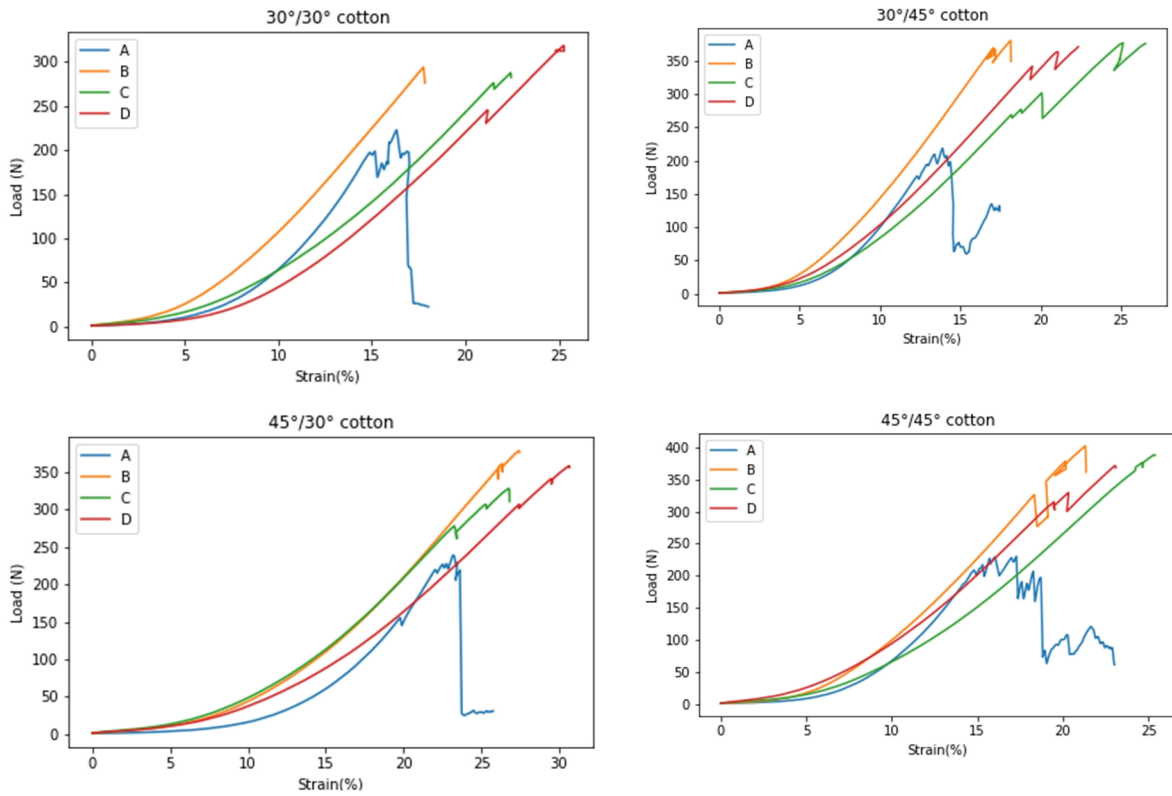 30°/30° cotton
A
B
C
D
Load (N)
300
250
200
150
100
50
0
0 5 10 15 20 25
Strain(%)
30°/45° cotton
A
B
C
D
Load (N)
350
300
250
200
150
100
50
0
0 5 10 15 20 25
Strain(%)
45°/30° cotton
A
B
C
D
Load (N)
350
300
250
200
150
100
50
0
0 5 10 15 20 25 30
Strain(%)
45°/45° cotton
A
B
C
D
Load (N)
400
350
300
250
200
150
100
50
0
0 5 10 15 20 25
Strain(%)